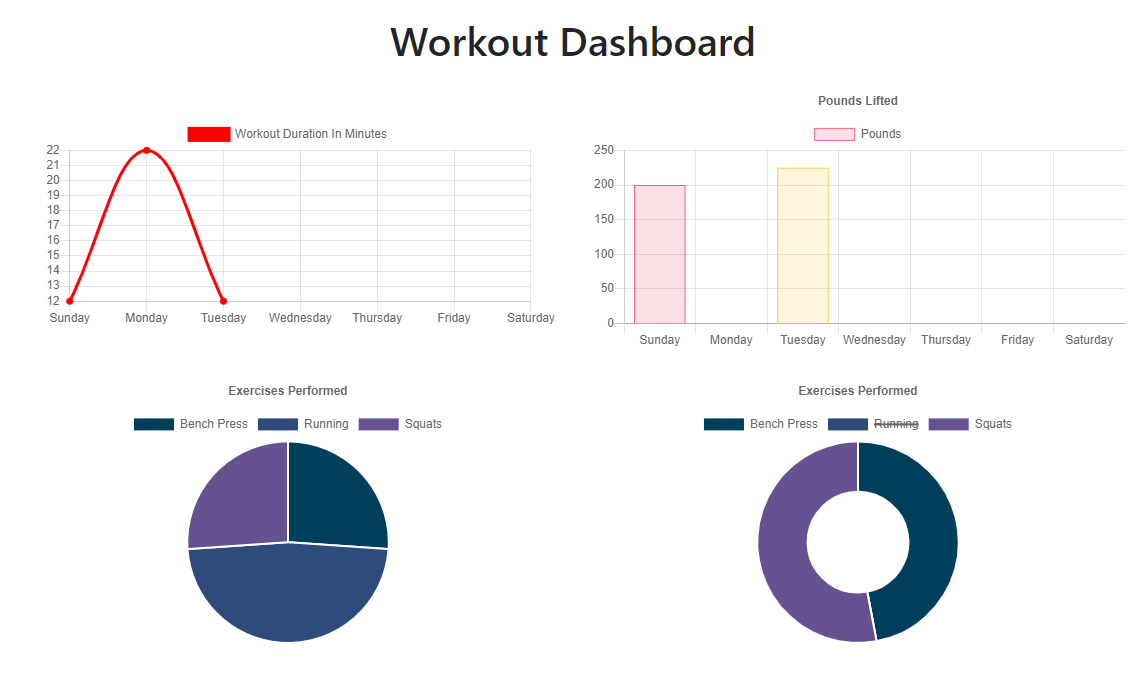 Workout Dashboard
Workout Duration In Minutes
22
21
20
19
18
17
16
15
14
13
12
Sunday Monday Tuesday Wednesday Thursday Friday Saturday
Pounds Lifted
Pounds
250
200
150
100
50
0
Sunday Monday Tuesday Wednesday Thursday Friday Saturday
Exercises Performed
Bench Press Running Squats
Exercises Performed
Bench Press Running Squats